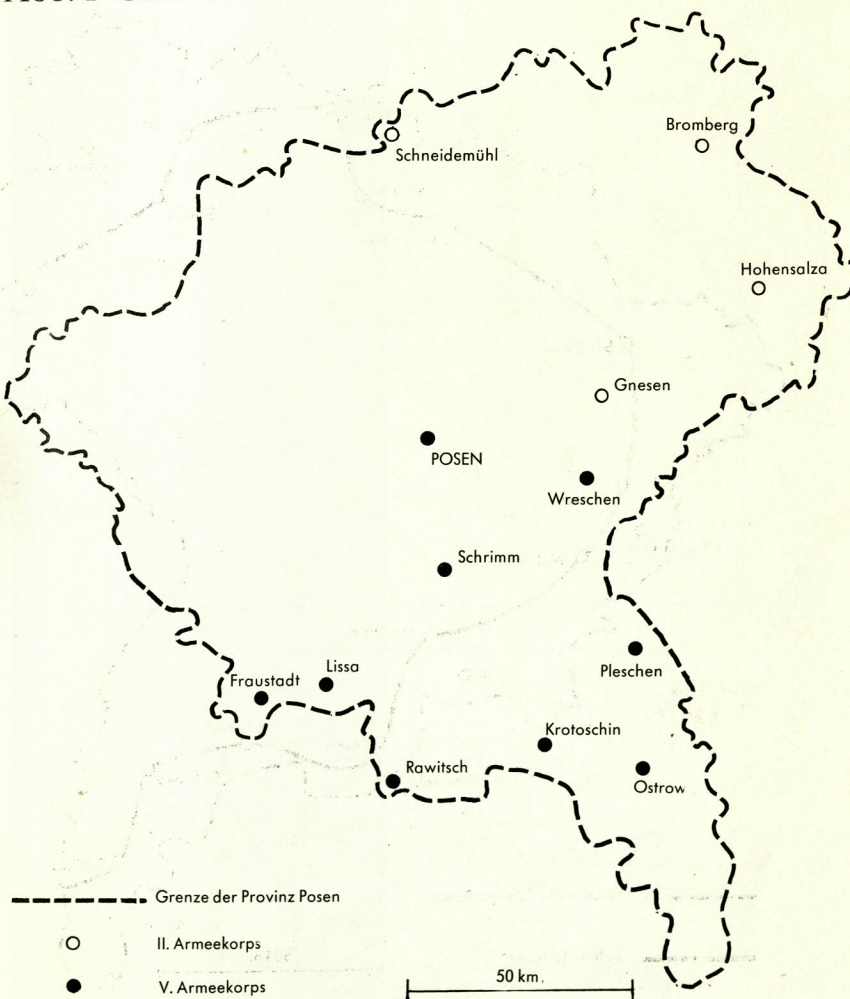 Schneidemühl
Bromberg
Hohensalza
Gnesen
POSEN
Wreschen
Schrimm
Pleschen
Lissa
Fraustadt
Krotoschin
Rawitsch
Ostrow
Grenze der Provinz Posen
II. Armeekorps
V. Armeekorps
50 km